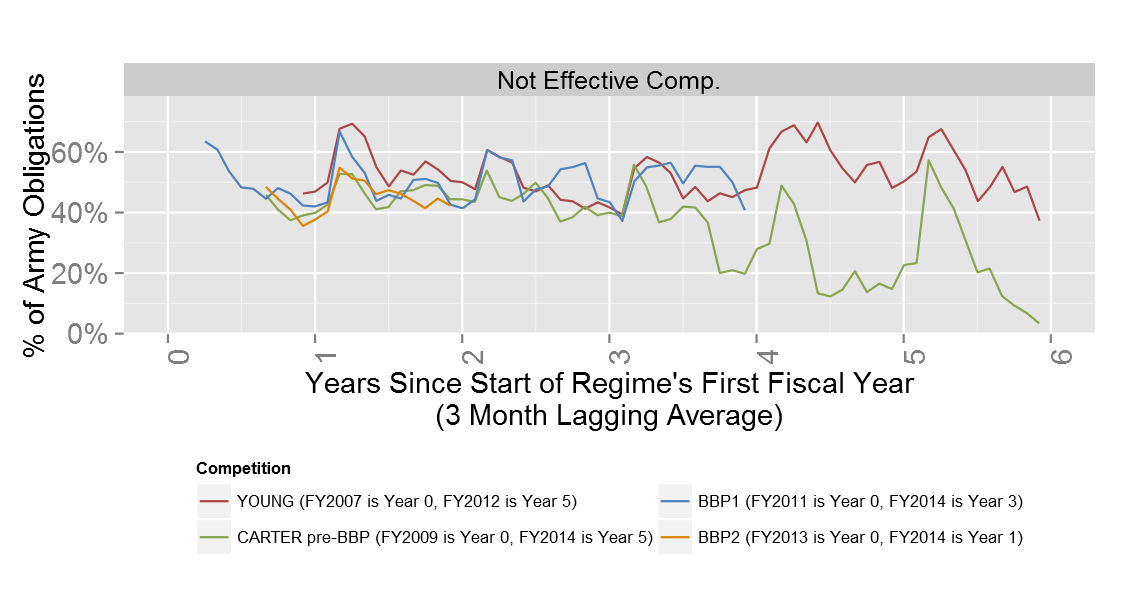 Not Effective Comp.
% of Army Obligations
60%
40%
20%
0%
0
1
2
3
4
5
6
Years Since Start of Regime's First Fiscal Year
(3 Month Lagging Average)
Competition
YOUNG (FY2007 is Year 0, FY2012 is Year 5)
BBP1 (FY2011 is Year 0, FY2014 is Year 3)
CARTER pre-BBP (FY2009 is Year 0, FY2014 is Year 5)
BBP2 (FY2013 is Year 0, FY2014 is Year 1)